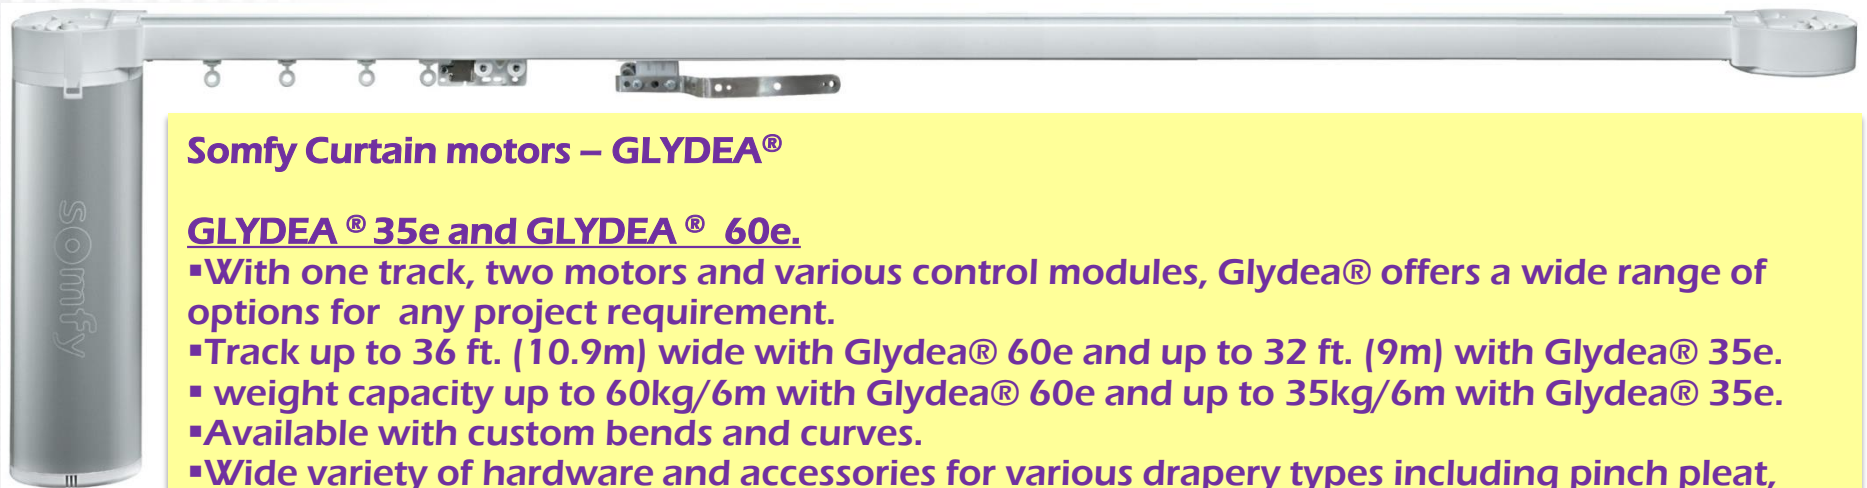 somfy
Somfy Curtain motors – GLYDEA®
GLYDEA ® 35e and GLYDEA ® 60e.
▪With one track, two motors and various control modules, Glydea® offers a wide range of
options for any project requirement.
▪Track up to 36 ft. (10.9m) wide with Glydea® 60e and up to 32 ft. (9m) with Glydea® 35e.
▪ weight capacity up to 60kg/6m with Glydea® 60e and up to 35kg/6m with Glydea® 35e.
▪Available with custom bends and curves.
▪Wide variety of hardware and accessories for various drapery types including pinch pleat,